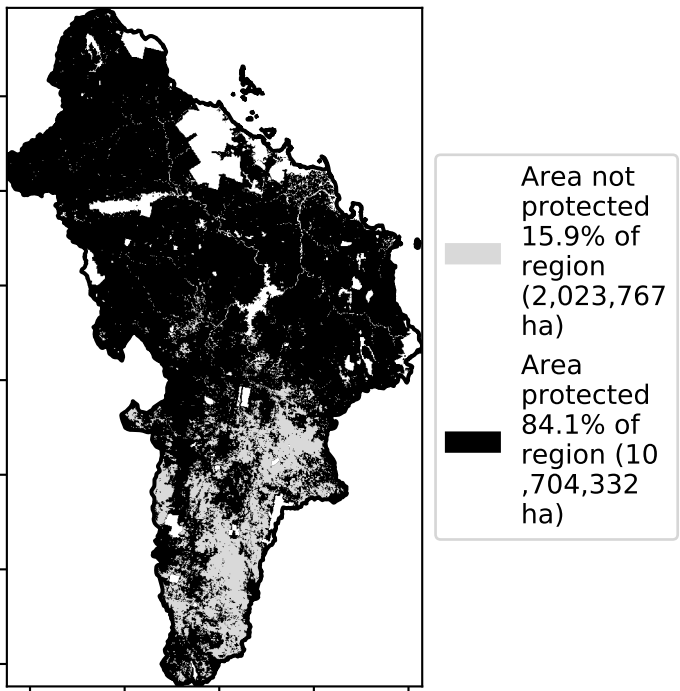 Area not
protected
15.9% of
region
(2,023,767
ha)
Area
protected
84.1% of
region (10
,704,332
ha)